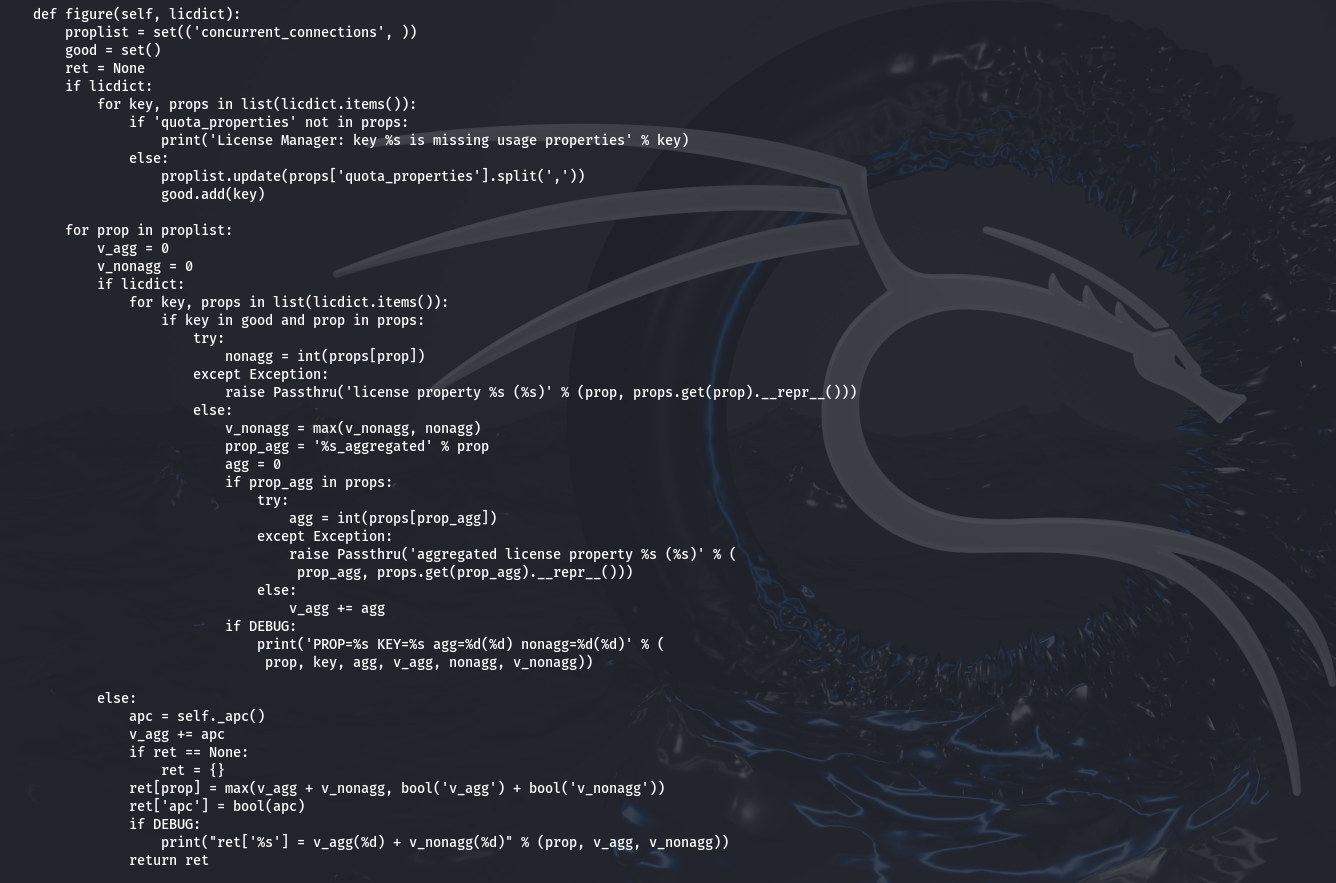 def figure(self, licdict):
    proplist = set(('concurrent_connections', ))
    good = set()
    ret = None
    if licdict:
        for key, props in list(licdict.items()):
            if 'quota_properties' not in props:
                print('License Manager: key %s is missing usage properties' % key)
            else:
                proplist.update(props['quota_properties'].split(','))
                good.add(key)

    for prop in proplist:
        v_agg = 0
        v_nonagg = 0
        if licdict:
            for key, props in list(licdict.items()):
                if key in good and prop in props:
                    try:
                        nonagg = int(props[prop])
                    except Exception:
                        raise Passthru('license property %s (%s)' % (prop, props.get(prop).__repr__()))
                    else:
                        v_nonagg = max(v_nonagg, nonagg)
                        prop_agg = '%s_aggregated' % prop
                        agg = 0
                        if prop_agg in props:
                            try:
                                agg = int(props[prop_agg])
                            except Exception:
                                raise Passthru('aggregated license property %s (%s)' % (
                                 prop_agg, props.get(prop_agg).__repr__()))
                            else:
                                v_agg += agg
                        if DEBUG:
                            print('PROP=%s KEY=%s agg=%d(%d) nonagg=%d(%d)' % (
                             prop, key, agg, v_agg, nonagg, v_nonagg))

        else:
            apc = self._apc()
            v_agg += apc
            if ret == None:
                ret = {}
            ret[prop] = max(v_agg + v_nonagg, bool('v_agg') + bool('v_nonagg'))
            ret['apc'] = bool(apc)
            if DEBUG:
                print("ret['%s'] = v_agg(%d) + v_nonagg(%d)" % (prop, v_agg, v_nonagg))
            return ret